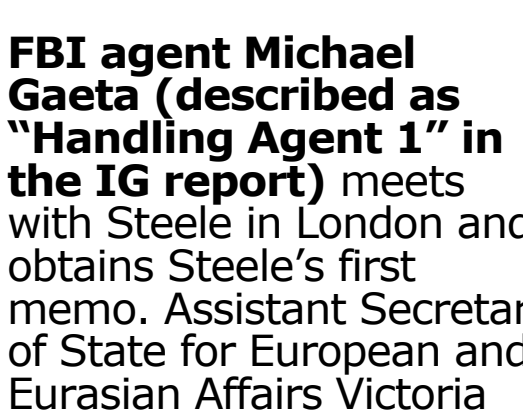 FBI agent Michael
Gaeta (described as
“Handling Agent 1” in
the IG report) meets
with Steele in London and
obtains Steele’s first
memo. Assistant Secretar
of State for European and
Eurasian Affairs Victoria